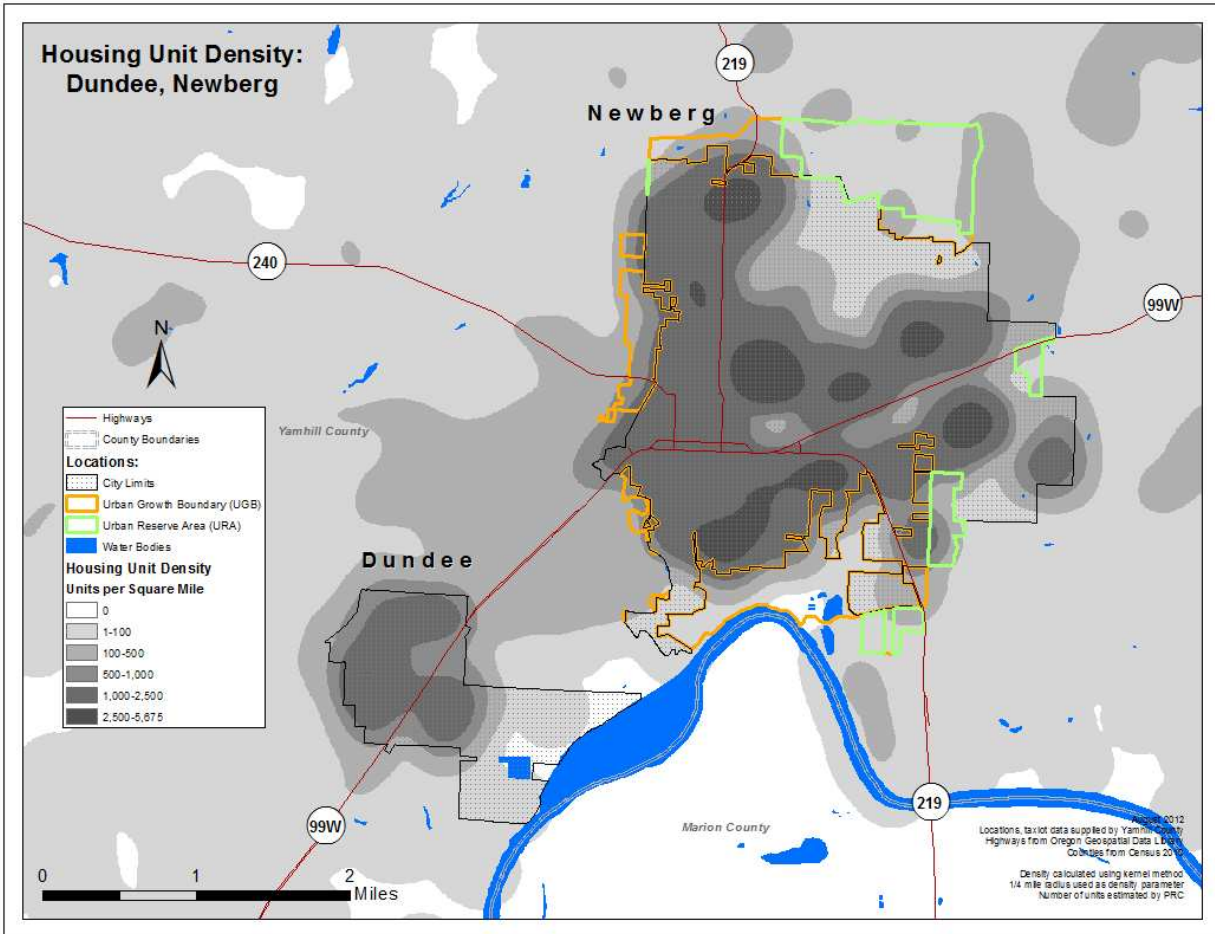 Housing Unit Density:
Dundee, Newberg
219
Newberg
240
99W
N
Highways
County Boundaries
Locations:
City Limits
Urban Growth Boundary (UGB)
Urban Reserve Area (URA)
Water Bodies
Housing Unit Density
Units per Square Mile
0
1-100
100-500
500-1,000
1,000-2,500
2,500-5,675
Yamhill County
Dundee
99W
219
Marion County
0 1 2
Miles
August 2012
Locations, taxlot data supplied by Yamhill County
Highways from Oregon Geospatial Data Library
Counties from Census 2010
Density calculated using kernel method
1/4 mile radius used as density parameter
Number of units estimated by PRC